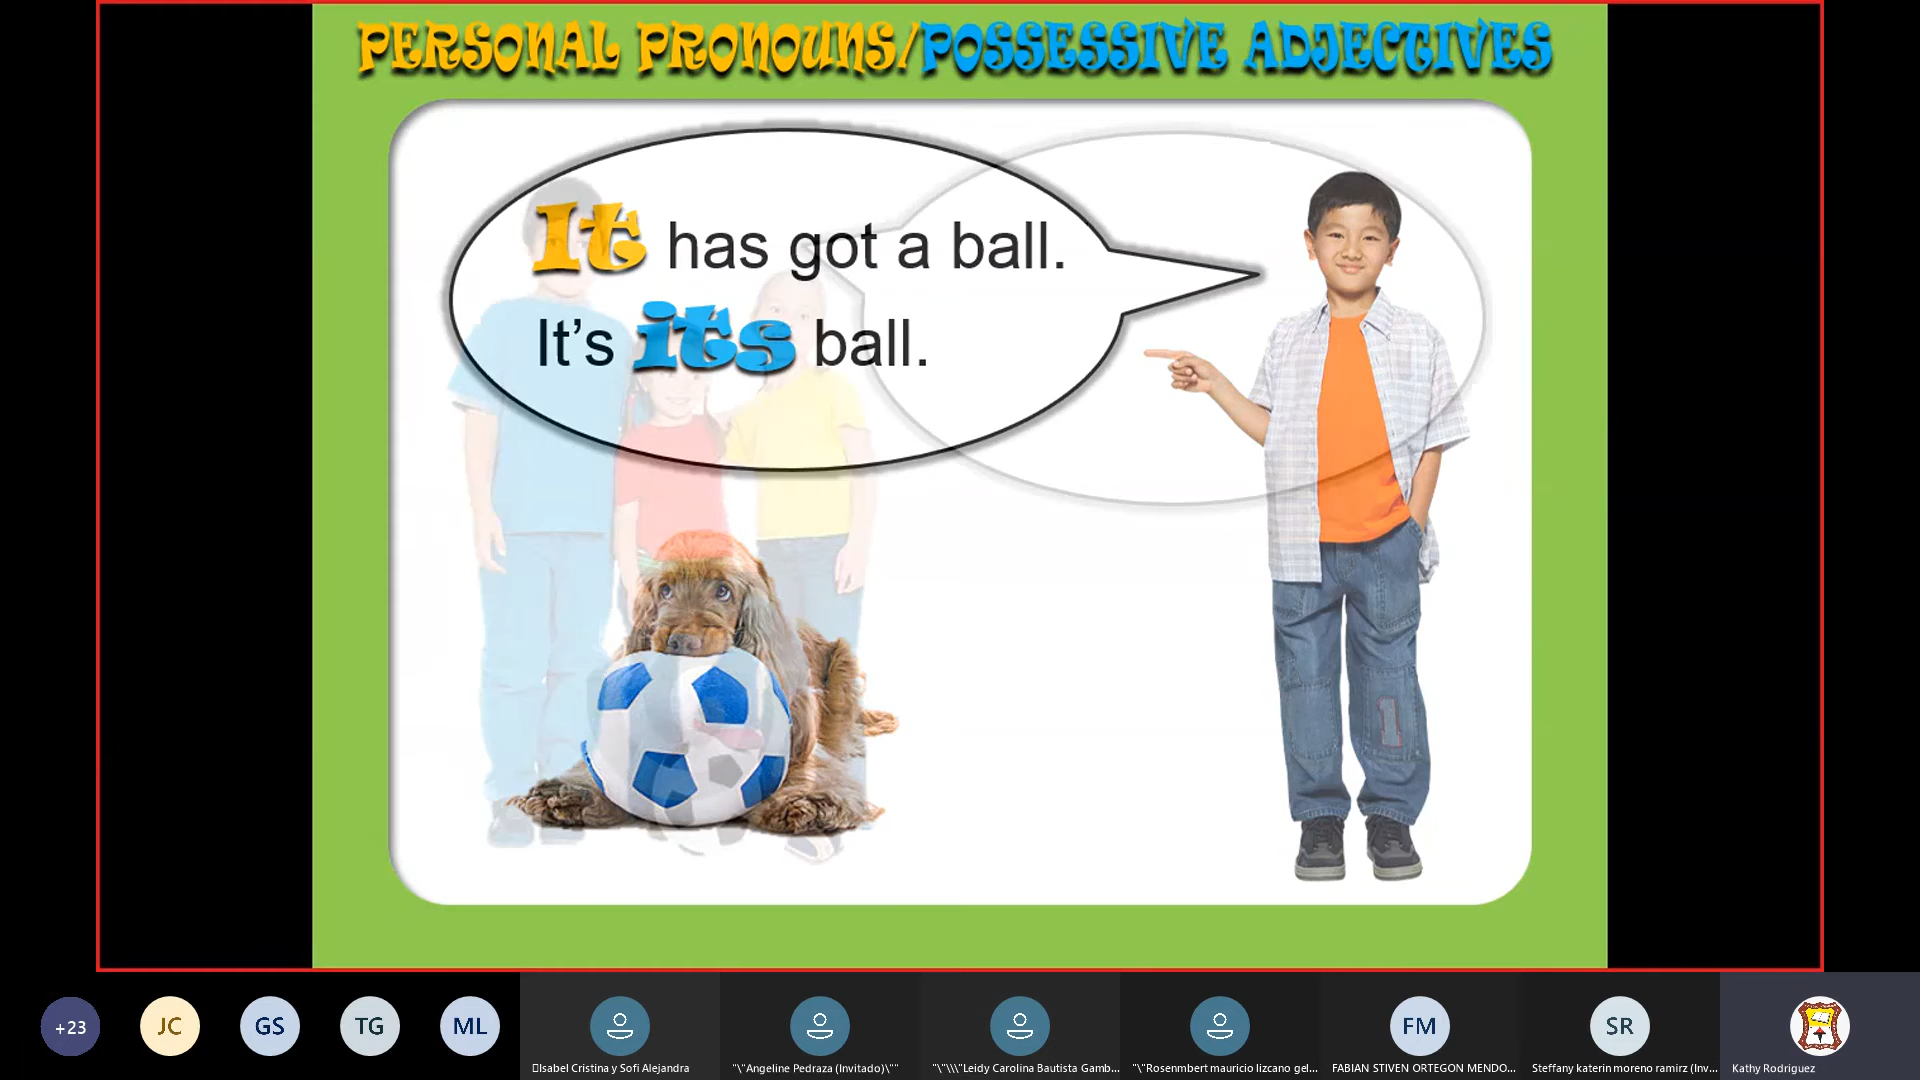 PERSONAL PRONOUNS/POSSESSIVE ADJECTIVES
It has got a ball.
It's its ball.
1
+23
JC
GS
TG
ML
FM
SR
Isabel Cristina y Sofi Alejandra
"\"Angeline Pedraza (Invitado)\""
"\"\\\"Leidy Carolina Bautista Gamb...
"\"Rosenmbert mauricio lizcano gel...
FABIAN STIVEN ORTEGON MENDO...
Steffany katerin moreno ramirz (Inv...
Kathy Rodriguez